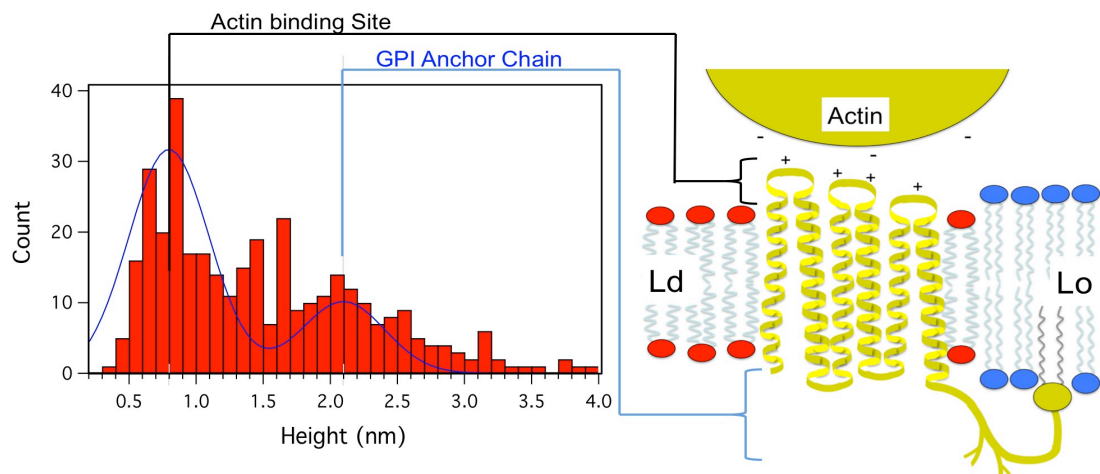 Actin binding Site
GPI Anchor Chain
40
30
20
10
0
Count
0.5 1.0 1.5 2.0 2.5 3.0 3.5 4.0
Height (nm)
Actin
- - -
+ + + +
Ld
Lo